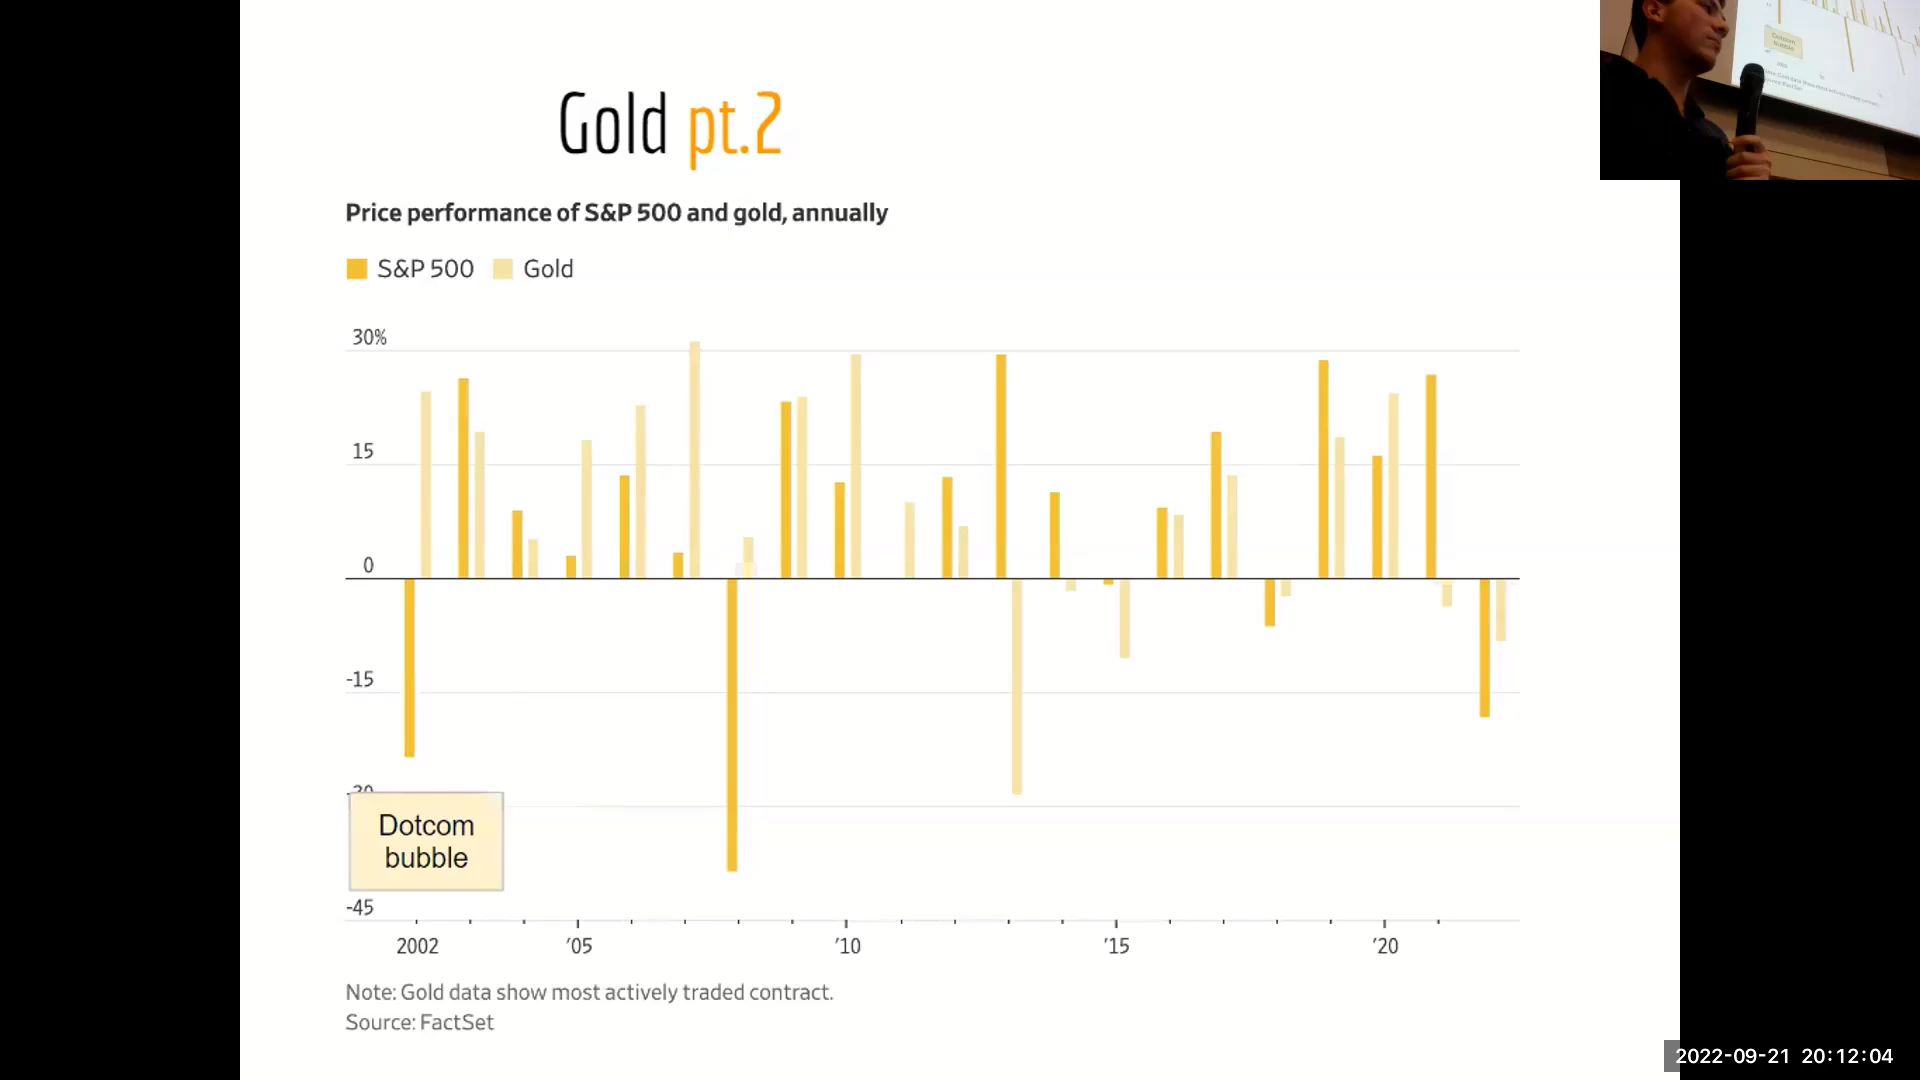 Gold pt.2
Price performance of S&P 500 and gold, annually
S&P 500 Gold
30%
15
0
-15
-30
Dotcom
bubble
-45
2002 '05 '10 '15 '20
Note: Gold data show most actively traded contract.
Source: FactSet
2022-09-21 20:12:04